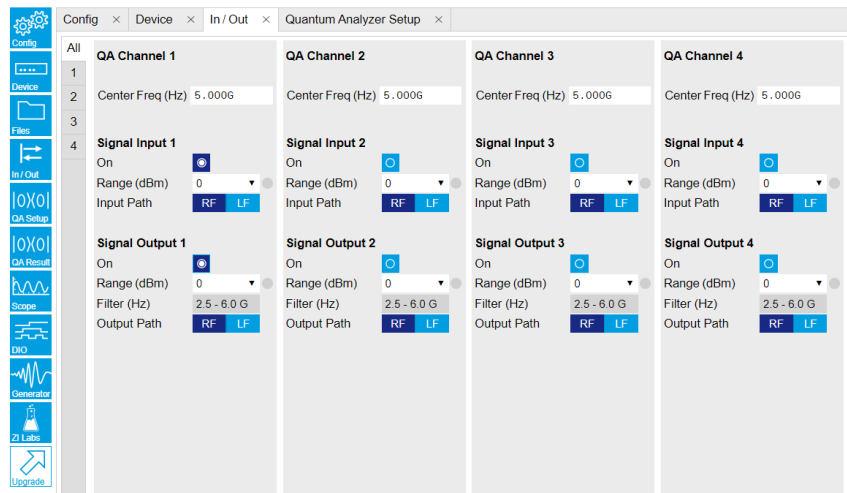 Config × Device × In / Out × Quantum Analyzer Setup ×
Config
Device
Files
In / Out
|0⟩⟨0|
QA Setup
|0⟩⟨0|
QA Result
Scope
DIO
Generator
ZI Labs
Upgrade
All
1
2
3
4
QA Channel 1
Center Freq (Hz) 5.000G
Signal Input 1
On
Range (dBm) 0
Input Path RF LF
Signal Output 1
On
Range (dBm) 0
Filter (Hz) 2.5 - 6.0 G
Output Path RF LF
QA Channel 2
Center Freq (Hz) 5.000G
Signal Input 2
On
Range (dBm) 0
Input Path RF LF
Signal Output 2
On
Range (dBm) 0
Filter (Hz) 2.5 - 6.0 G
Output Path RF LF
QA Channel 3
Center Freq (Hz) 5.000G
Signal Input 3
On
Range (dBm) 0
Input Path RF LF
Signal Output 3
On
Range (dBm) 0
Filter (Hz) 2.5 - 6.0 G
Output Path RF LF
QA Channel 4
Center Freq (Hz) 5.000G
Signal Input 4
On
Range (dBm) 0
Input Path RF LF
Signal Output 4
On
Range (dBm) 0
Filter (Hz) 2.5 - 6.0 G
Output Path RF LF